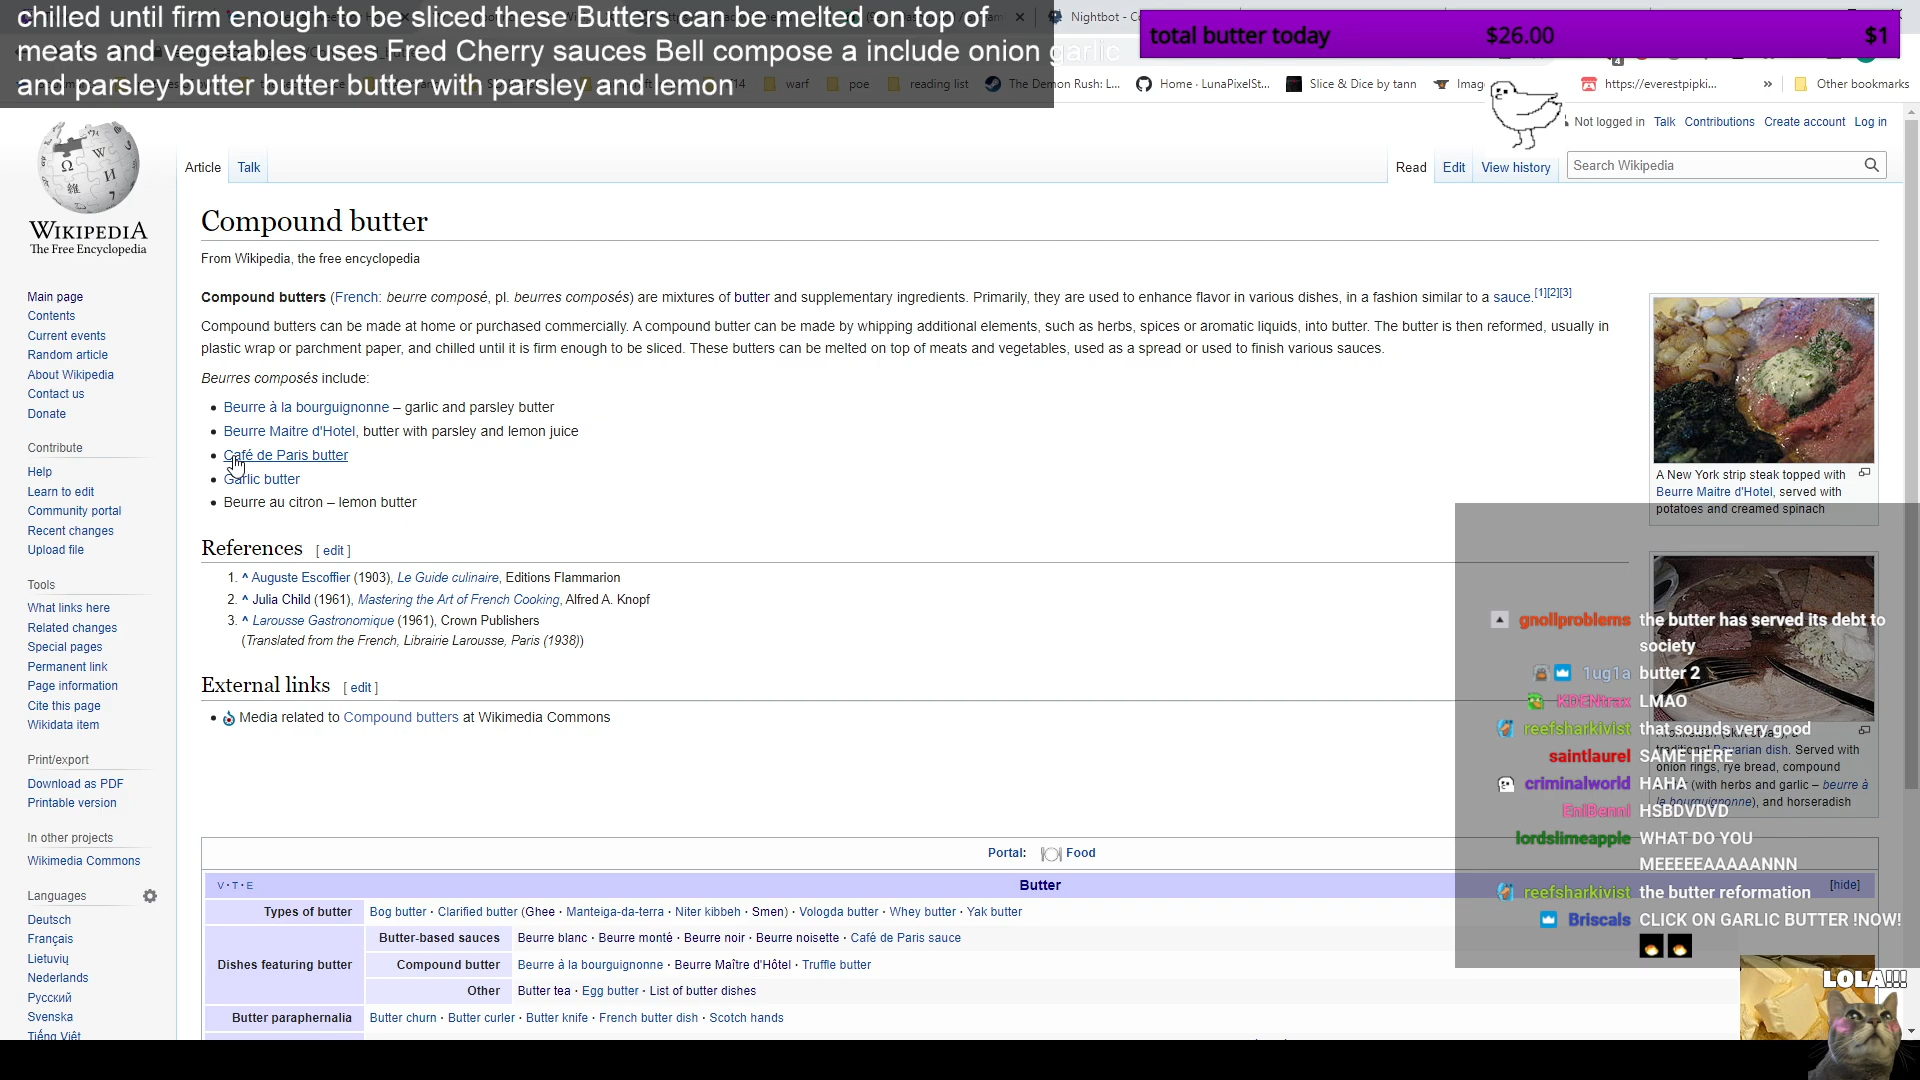 chilled until firm enough to be sliced these Butters can be melted on top of
meats and vegetables uses Fred Cherry sauces Bell compose a include onion garlic
and parsley butter butter butter with parsley and lemon
total butter today $26.00 $1
Nightbot - C
warf poe reading list The Demon Rush: L... Home · LunaPixelSt... Slice & Dice by tann Imag https://everestpipki... » Other bookmarks
Not logged in Talk Contributions Create account Log in
Article Talk Read Edit View history Search Wikipedia
WIKIPEDIA
The Free Encyclopedia
Main page
Contents
Current events
Random article
About Wikipedia
Contact us
Donate
Contribute
Help
Learn to edit
Community portal
Recent changes
Upload file
Tools
What links here
Related changes
Special pages
Permanent link
Page information
Cite this page
Wikidata item
Print/export
Download as PDF
Printable version
In other projects
Wikimedia Commons
Languages
Deutsch
Français
Lietuvių
Nederlands
Русский
Svenska
Tiếng Việt
Compound butter
From Wikipedia, the free encyclopedia
Compound butters (French: beurre composé, pl. beurres composés) are mixtures of butter and supplementary ingredients. Primarily, they are used to enhance flavor in various dishes, in a fashion similar to a sauce.[1][2][3]
Compound butters can be made at home or purchased commercially. A compound butter can be made by whipping additional elements, such as herbs, spices or aromatic liquids, into butter. The butter is then reformed, usually in
plastic wrap or parchment paper, and chilled until it is firm enough to be sliced. These butters can be melted on top of meats and vegetables, used as a spread or used to finish various sauces.
Beurres composés include:
• Beurre à la bourguignonne – garlic and parsley butter
• Beurre Maitre d'Hotel, butter with parsley and lemon juice
• Café de Paris butter
• Garlic butter
• Beurre au citron – lemon butter
References [ edit ]
1. ^ Auguste Escoffier (1903), Le Guide culinaire, Editions Flammarion
2. ^ Julia Child (1961), Mastering the Art of French Cooking, Alfred A. Knopf
3. ^ Larousse Gastronomique (1961), Crown Publishers
(Translated from the French, Librairie Larousse, Paris (1938))
External links [ edit ]
• Media related to Compound butters at Wikimedia Commons
A New York strip steak topped with
Beurre Maitre d'Hotel, served with
potatoes and creamed spinach
traditional Bavarian dish. Served with
onion rings, rye bread, compound
(with herbs and garlic – beurre à
la bourguignonne), and horseradish
gnollproblems the butter has served its debt to
society
1ug1a butter 2
KDENtrax LMAO
reefsharkivist that sounds very good
saintlaurel SAME HERE
criminalworld HAHA
EniBenni HSBDVDVD
lordslimeapple WHAT DO YOU
MEEEEEAAAAANNN
reefsharkivist the butter reformation
Briscals CLICK ON GARLIC BUTTER !NOW!
Portal: Food
V·T·E Butter [hide]
Types of butter Bog butter · Clarified butter (Ghee · Manteiga-da-terra · Niter kibbeh · Smen) · Vologda butter · Whey butter · Yak butter
Dishes featuring butter
Butter-based sauces Beurre blanc · Beurre monté · Beurre noir · Beurre noisette · Café de Paris sauce
Compound butter Beurre à la bourguignonne · Beurre Maître d'Hôtel · Truffle butter
Other Butter tea · Egg butter · List of butter dishes
Butter paraphernalia Butter churn · Butter curler · Butter knife · French butter dish · Scotch hands
LOLA!!!